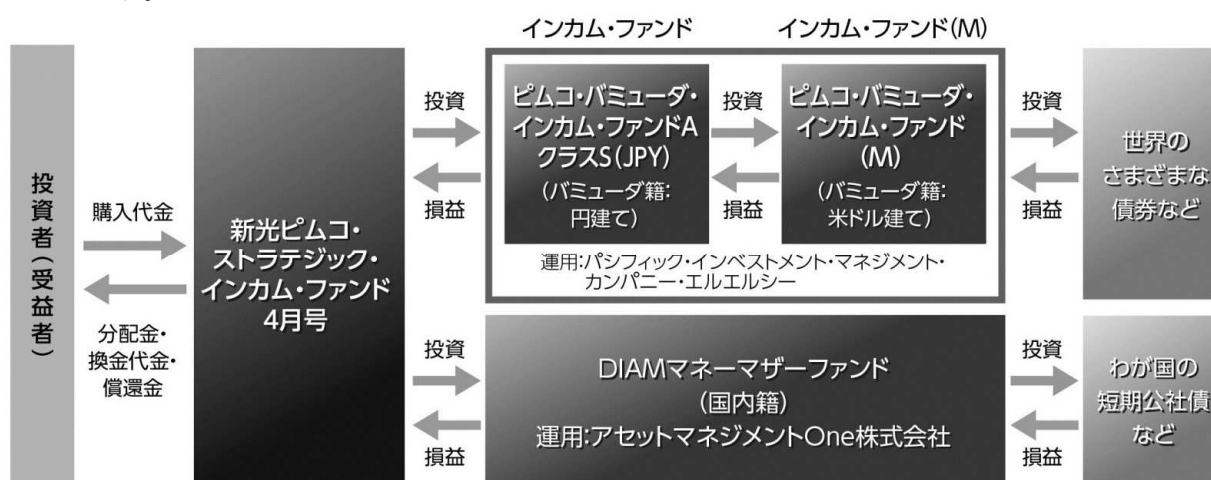 インカム・ファンド
インカム・ファンド(M)
投資者(受益者)
購入代金
分配金・
換金代金・
償還金
新光ピムコ・
ストラテジック・
インカム・ファンド
4月号
投資
損益
ピムコ・バミューダ・
インカム・ファンドA
クラスS(JPY)
(バミューダ籍:
円建て)
投資
損益
ピムコ・バミューダ・
インカム・ファンド
(M)
(バミューダ籍:
米ドル建て)
運用:パシフィック・インベストメント・マネジメント・
カンパニー・エルエルシー
投資
損益
世界の
さまざまな
債券など
投資
損益
DIAMマネーマザーファンド
(国内籍)
運用:アセットマネジメントOne株式会社
投資
損益
わが国の
短期公社債
など